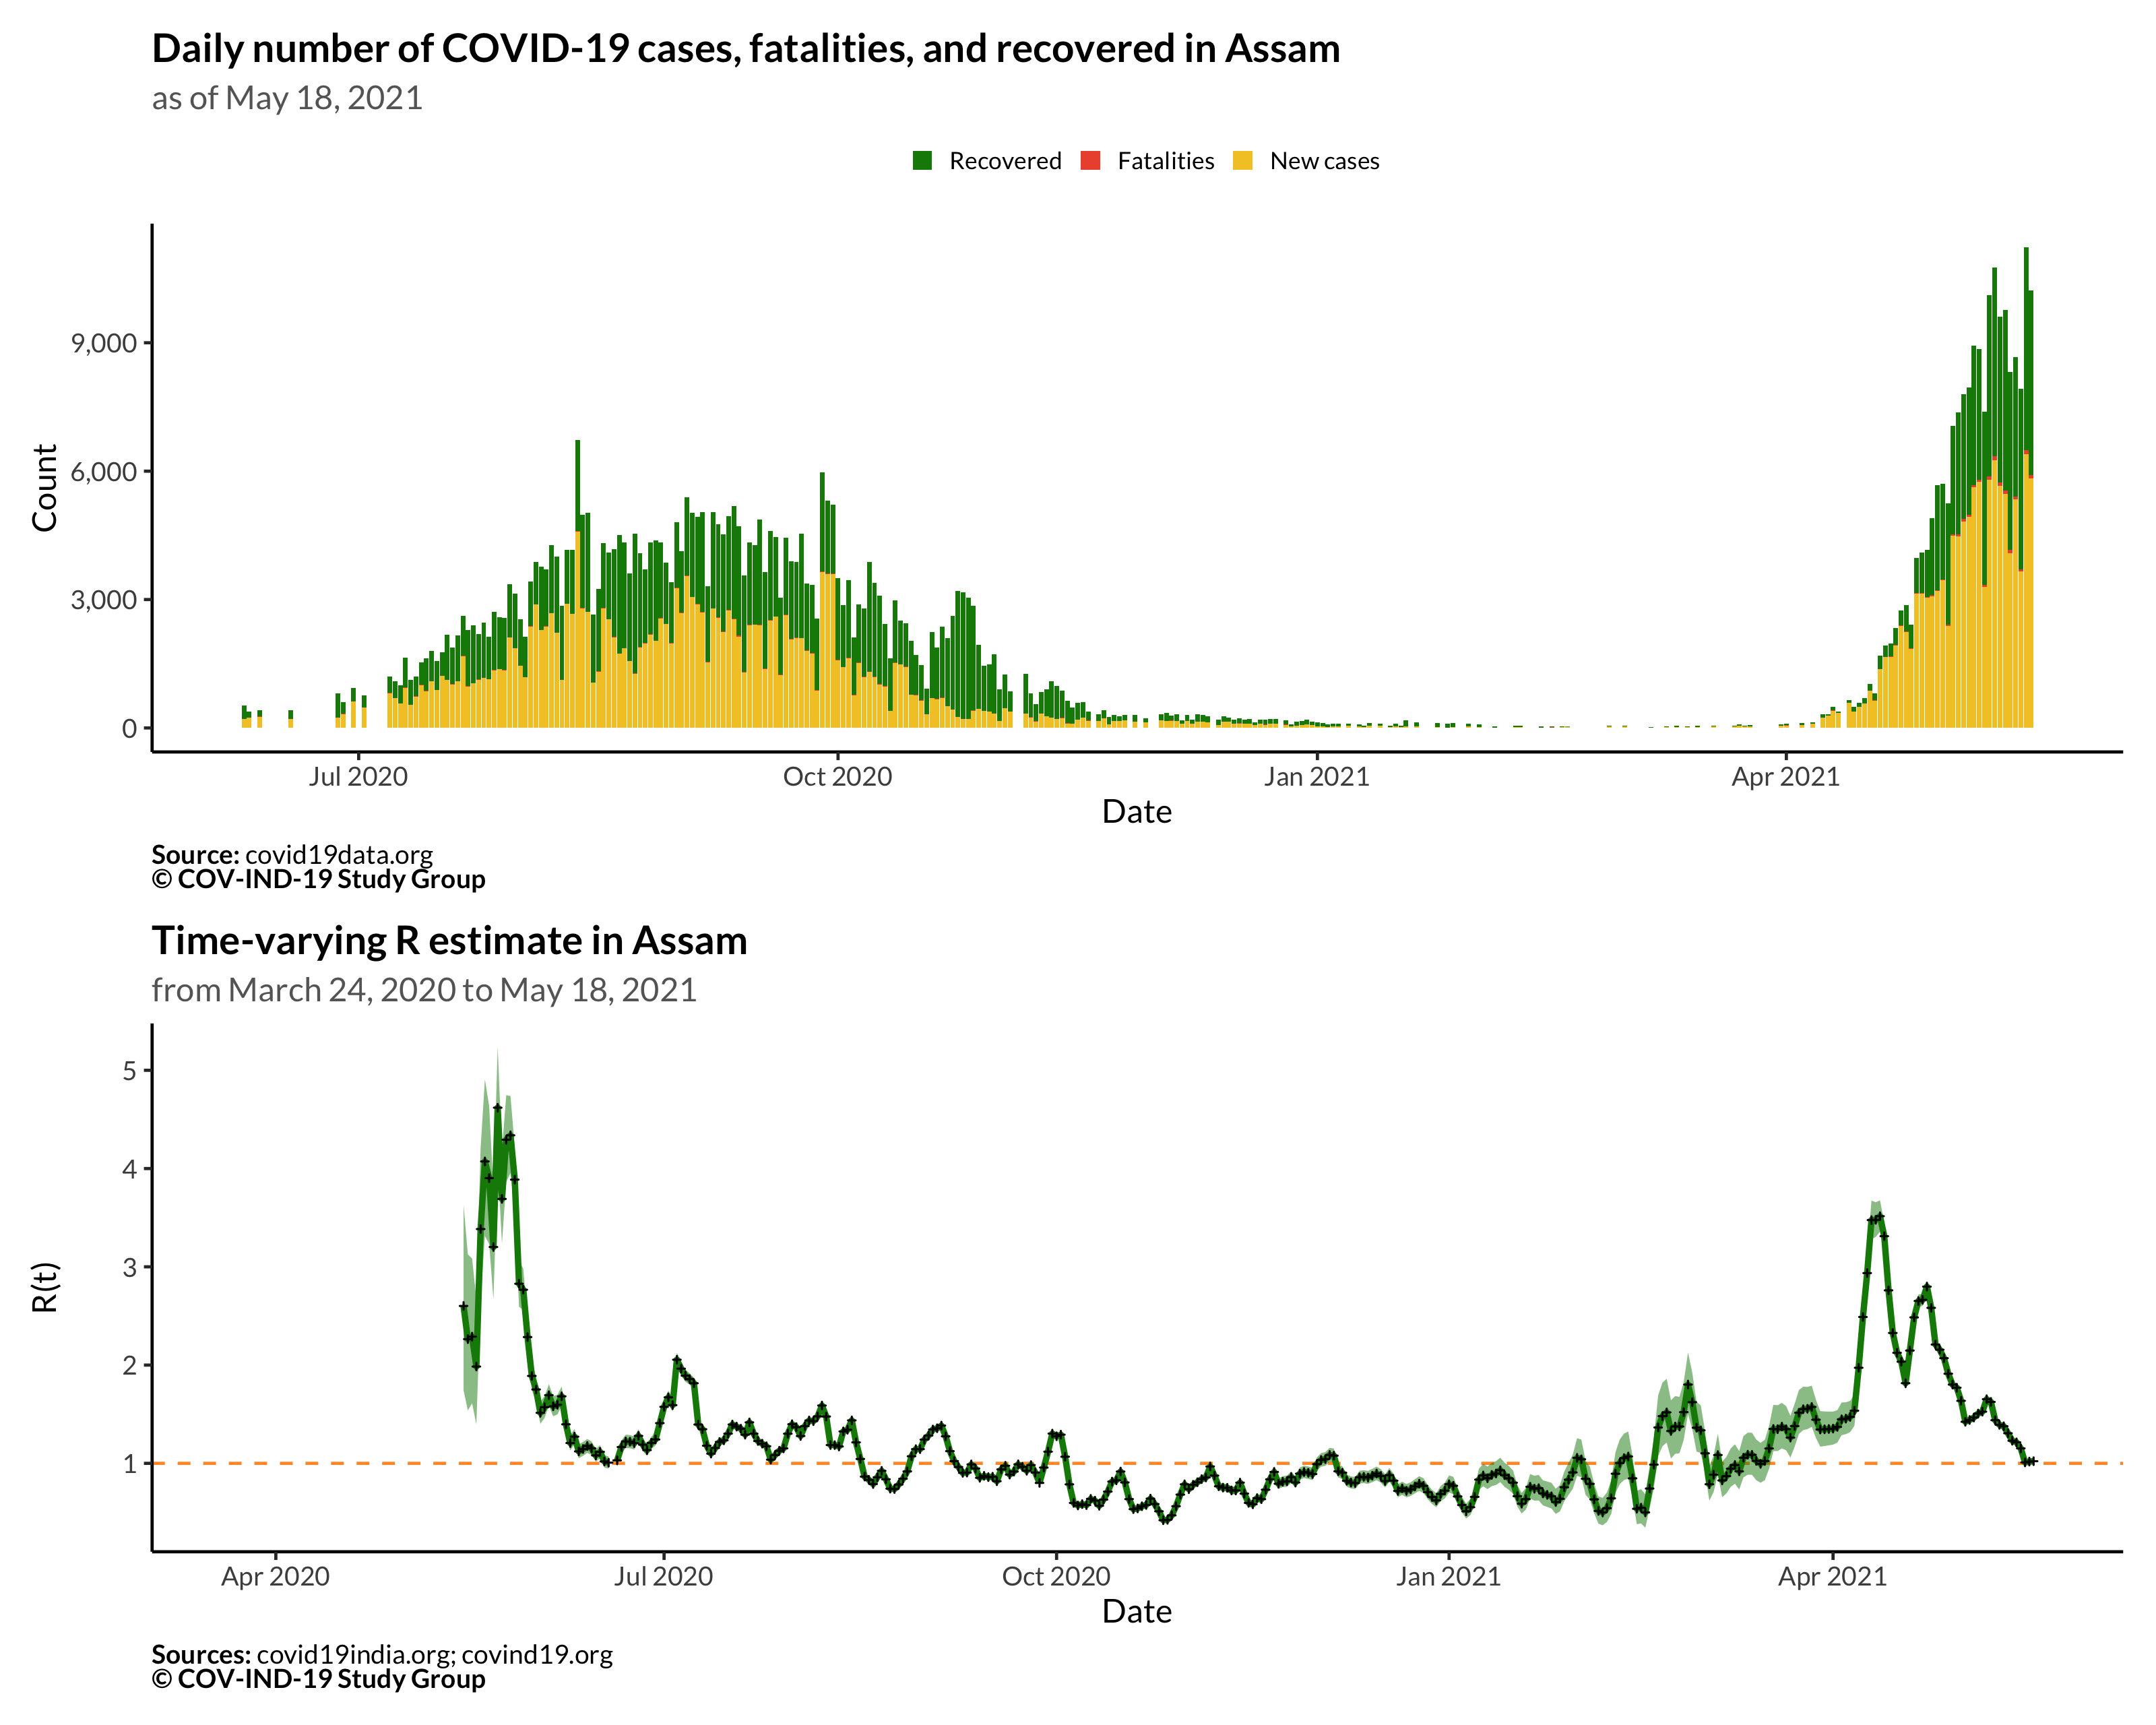 Daily number of COVID-19 cases, fatalities, and recovered in Assam
as of May 18, 2021
Recovered Fatalities New cases
Count
9,000
6,000
3,000
0
Jul 2020 Oct 2020 Jan 2021 Apr 2021
Date
Source: covid19data.org
© COV-IND-19 Study Group
Time-varying R estimate in Assam
from March 24, 2020 to May 18, 2021
R(t)
5
4
3
2
1
Apr 2020 Jul 2020 Oct 2020 Jan 2021 Apr 2021
Date
Sources: covid19india.org; covind19.org
© COV-IND-19 Study Group